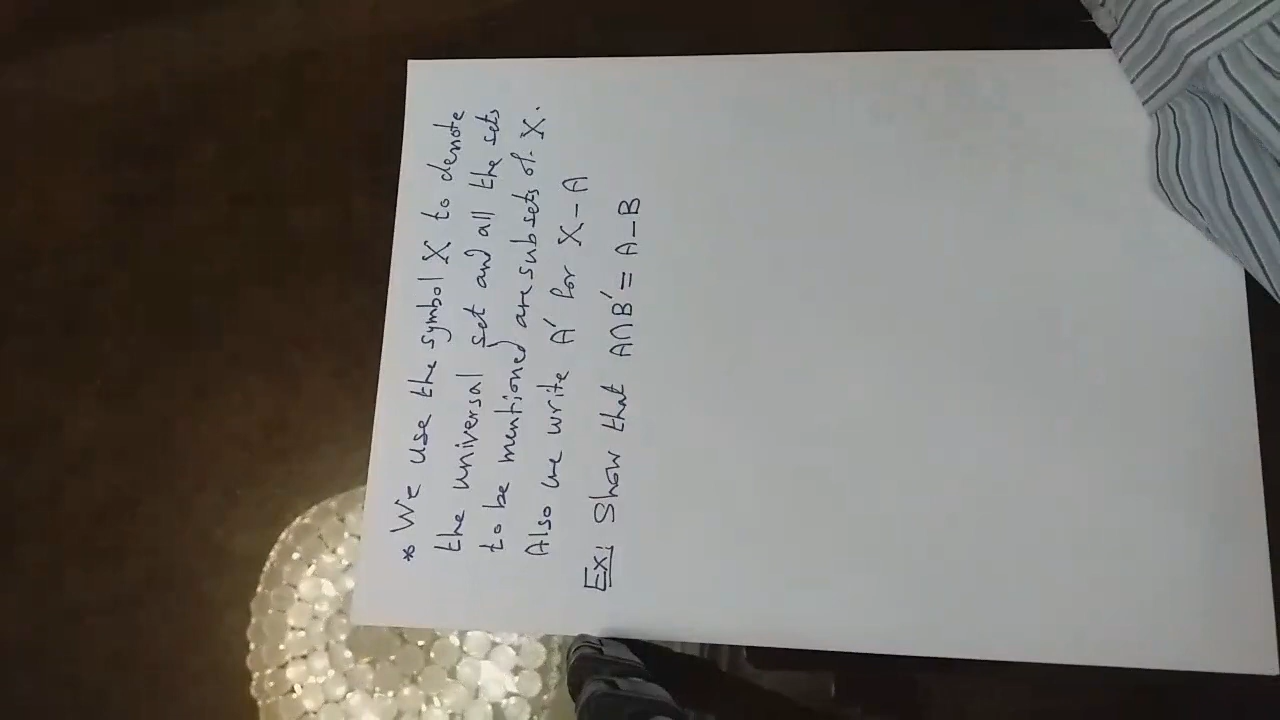 * We use the symbol X to denote
the universal set and all the sets
to be mentioned are subsets of X.
Also we write A' for X - A
Ex: Show that A∩B' = A - B